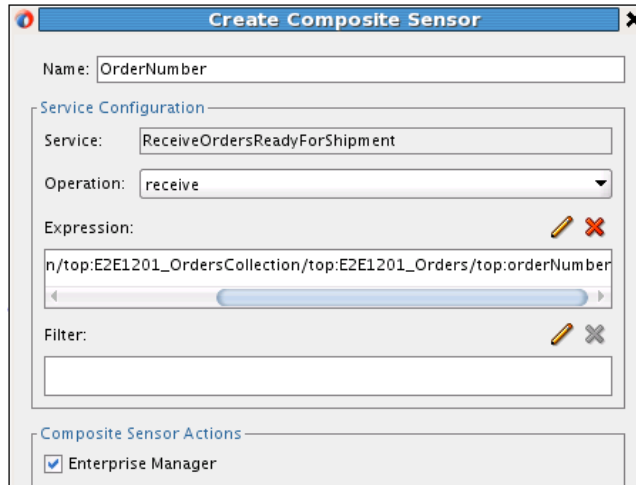 Create Composite Sensor
Name: OrderNumber
Service Configuration
Service: ReceiveOrdersReadyForShipment
Operation: receive
Expression:
n/top:E2E1201_OrdersCollection/top:E2E1201_Orders/top:orderNumber
Filter:
Composite Sensor Actions
Enterprise Manager